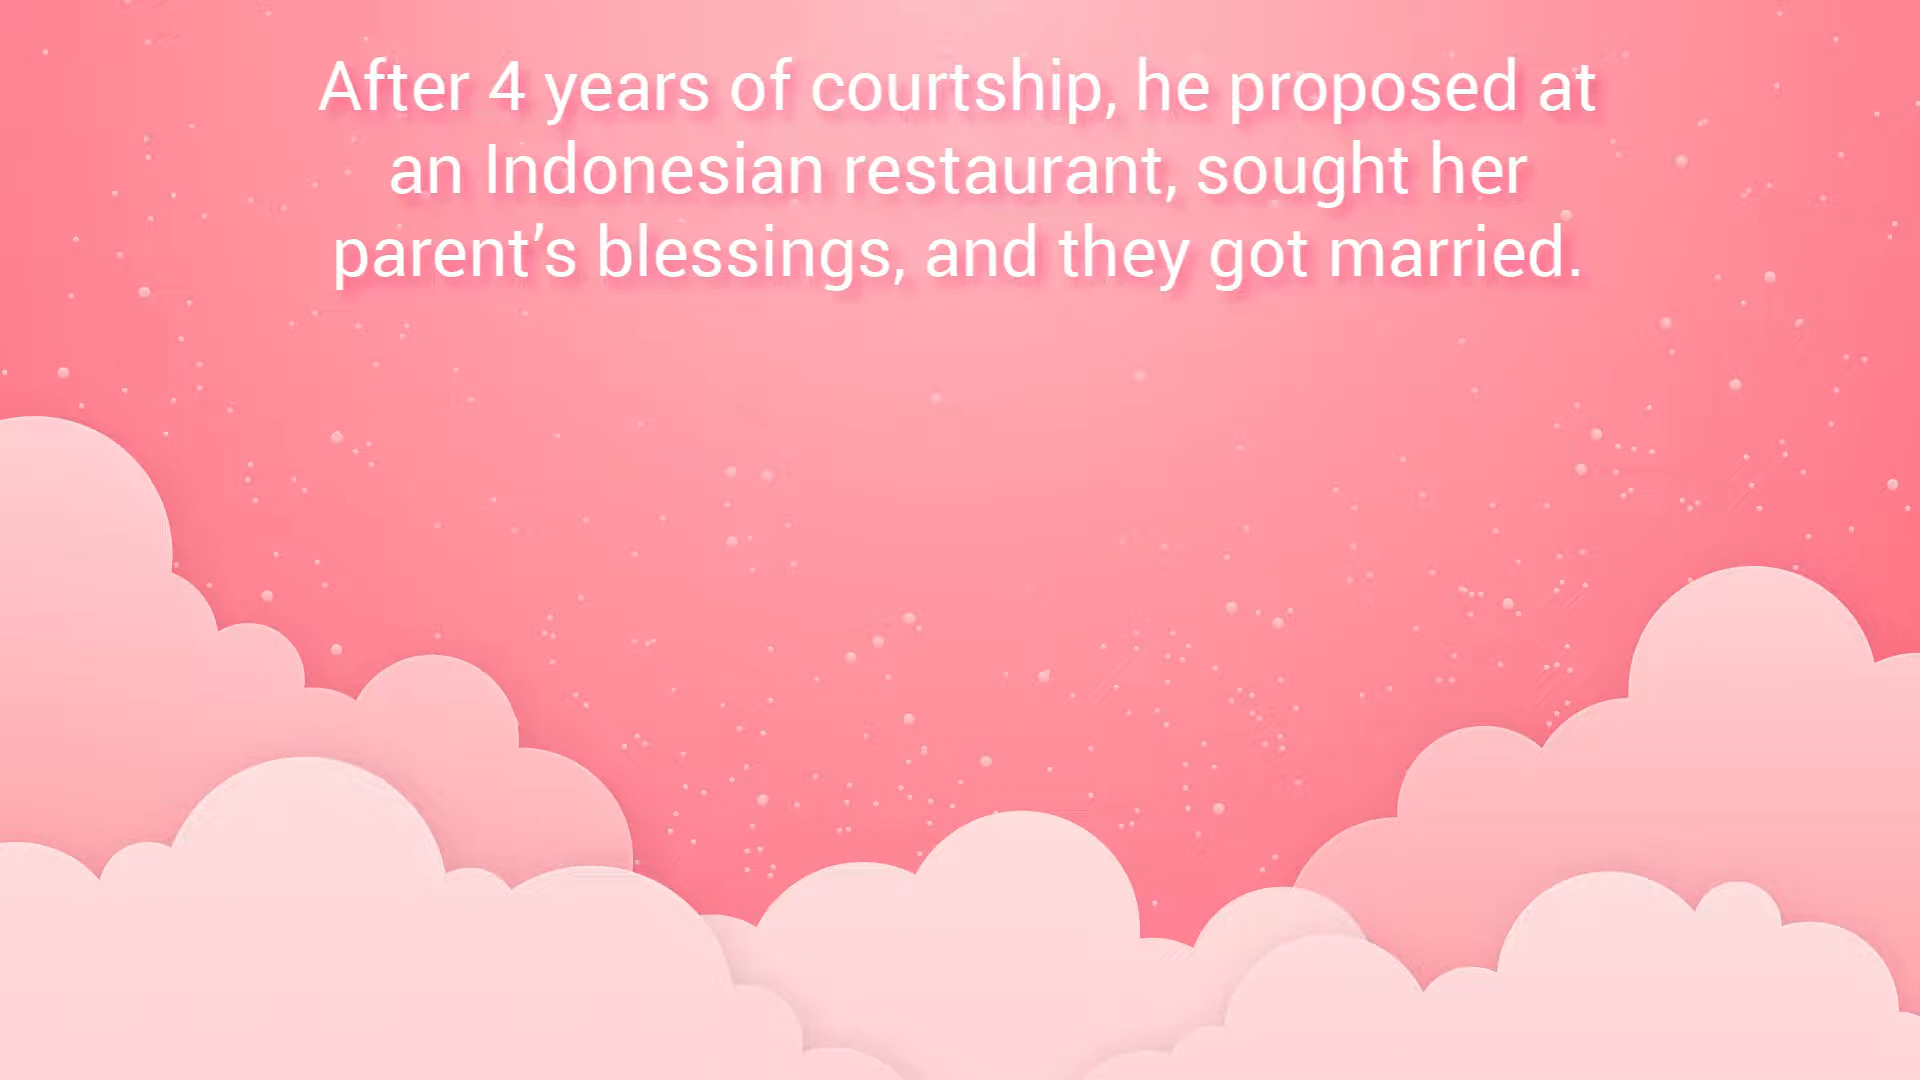 After 4 years of courtship, he proposed at
an Indonesian restaurant, sought her
parent’s blessings, and they got married.